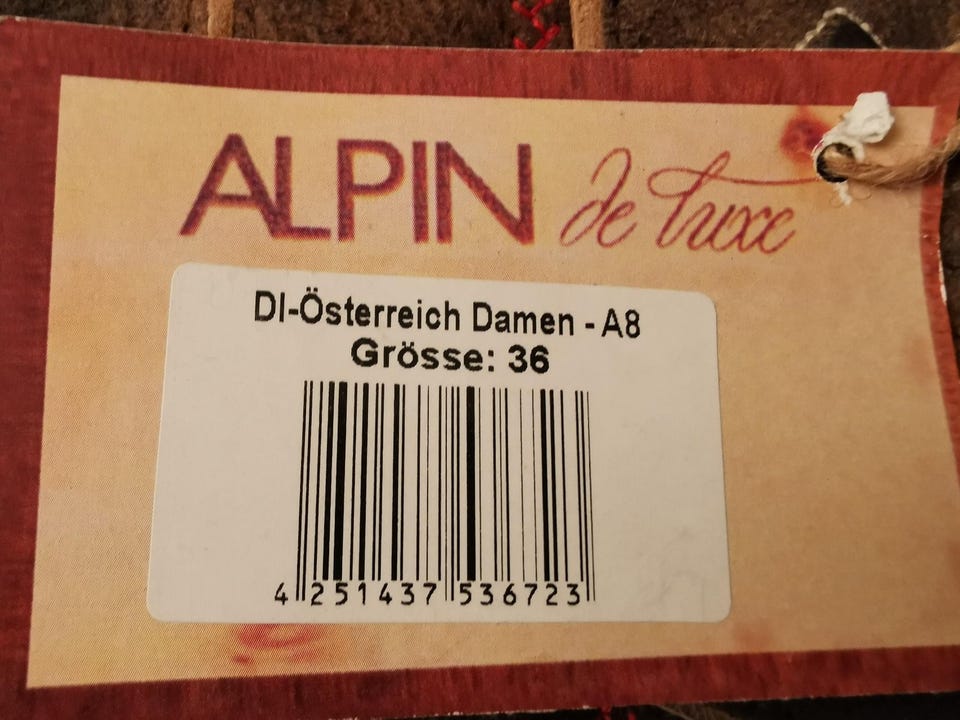 ALPIN de luxe
DI-Österreich Damen - A8
Grösse: 36
4 251437 536723